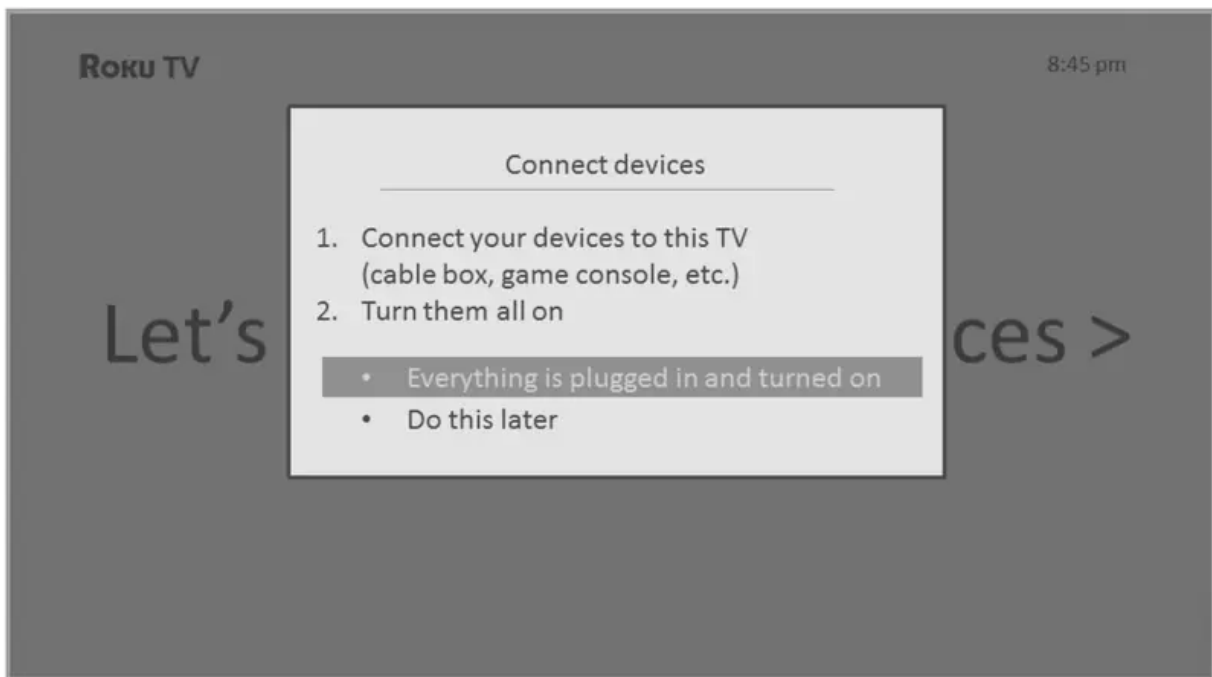 Roku TV
8:45 pm
Connect devices
1. Connect your devices to this TV
(cable box, game console, etc.)
2. Turn them all on
Let's
ces >
• Everything is plugged in and turned on
• Do this later